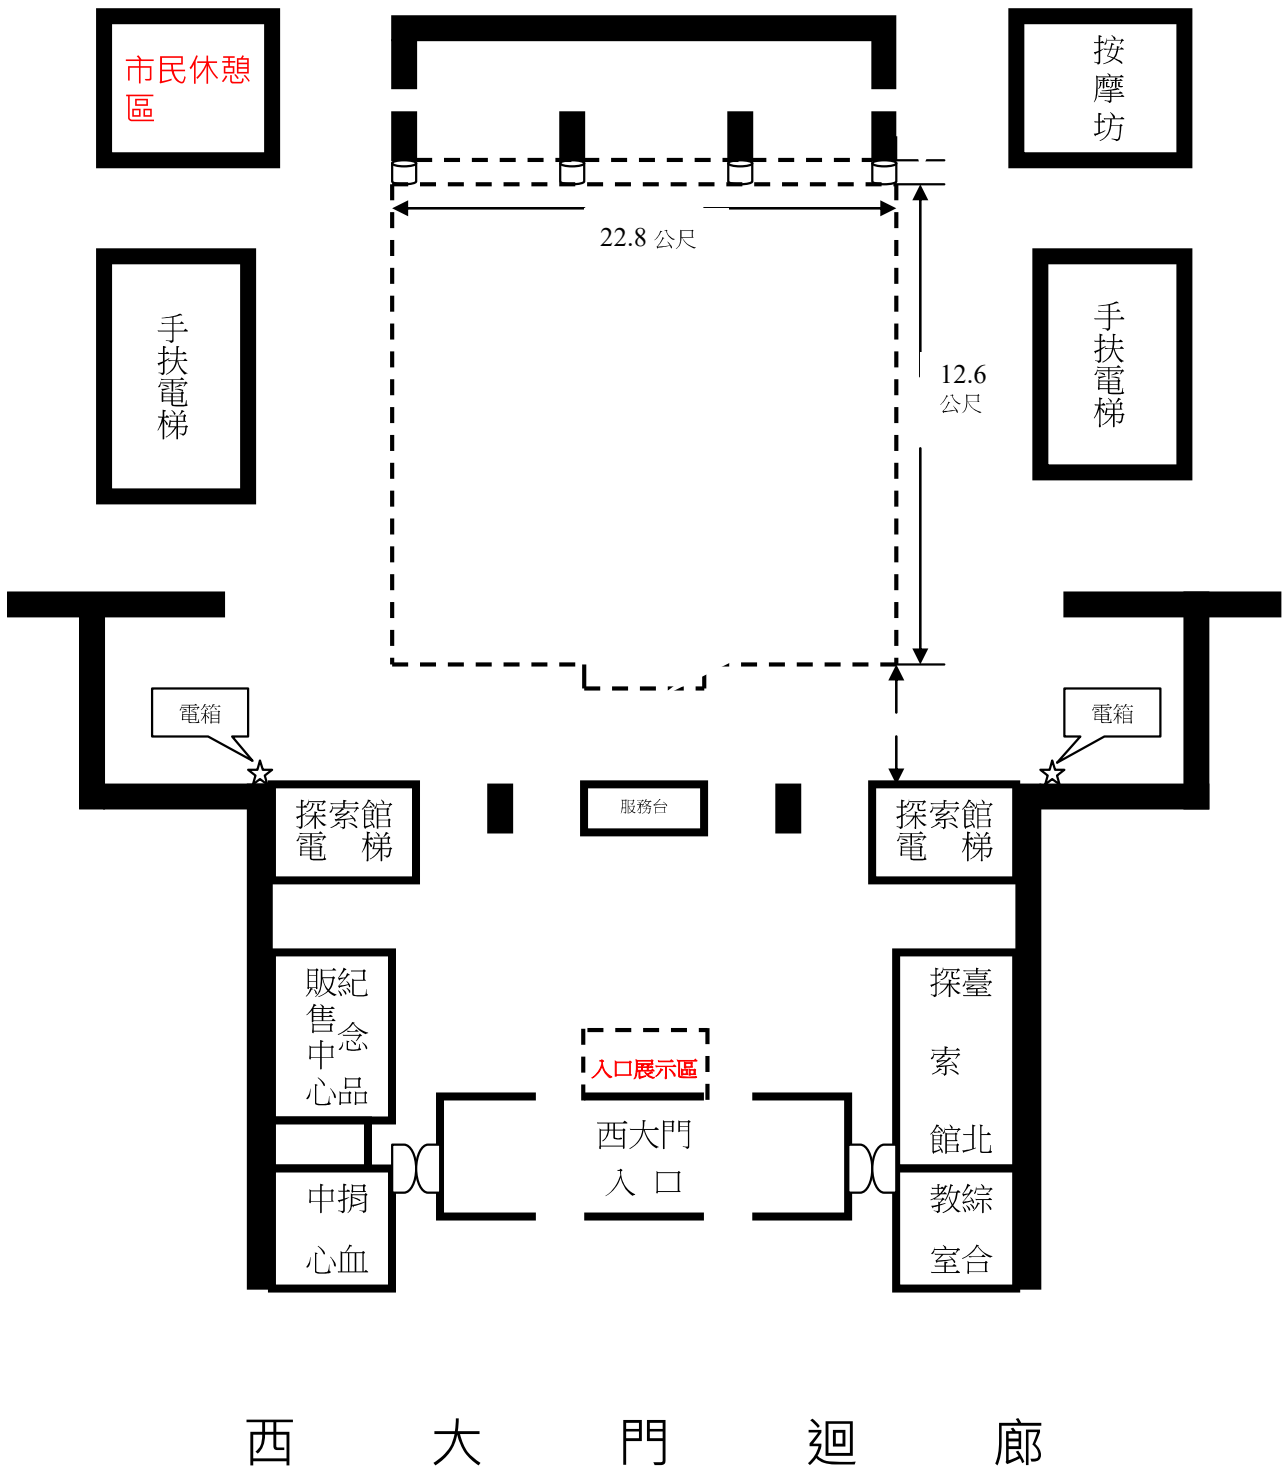 市民休憩
區
按摩坊
22.8 公尺
手扶電梯
手扶電梯
12.6
公尺
電箱
電箱
探索館
電 梯
服務台
探索館
電 梯
紀念品
販售中心
臺北
探索館
入口展示區
西大門
入 口
捐血
中心
綜合
教室
西 大 門 迴 廊